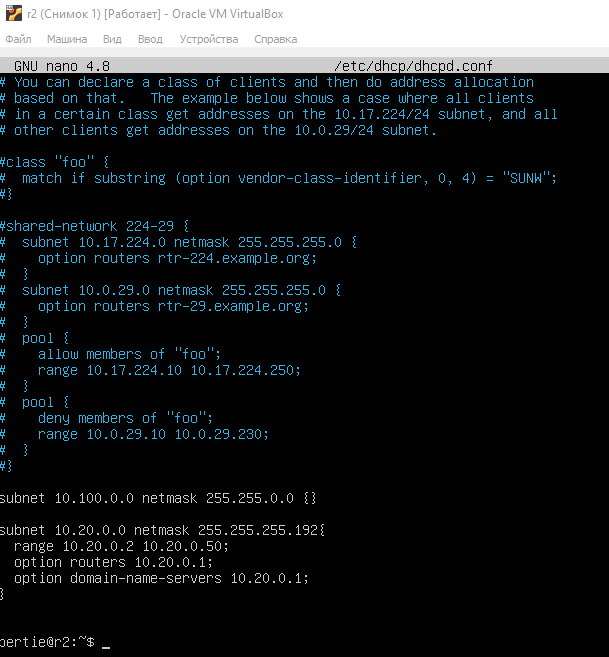 r2 (Снимок 1) [Работает] - Oracle VM VirtualBox
Файл Машина Вид Ввод Устройства Справка
GNU nano 4.8 /etc/dhcp/dhcpd.conf
# You can declare a class of clients and then do address allocation
# based on that.   The example below shows a case where all clients
# in a certain class get addresses on the 10.17.224/24 subnet, and all
# other clients get addresses on the 10.0.29/24 subnet.
#class "foo" {
#  match if substring (option vendor-class-identifier, 0, 4) = "SUNW";
#}
#shared-network 224-29 {
#  subnet 10.17.224.0 netmask 255.255.255.0 {
#    option routers rtr-224.example.org;
#  }
#  subnet 10.0.29.0 netmask 255.255.255.0 {
#    option routers rtr-29.example.org;
#  }
#  pool {
#    allow members of "foo";
#    range 10.17.224.10 10.17.224.250;
#  }
#  pool {
#    deny members of "foo";
#    range 10.0.29.10 10.0.29.230;
#  }
#}
subnet 10.100.0.0 netmask 255.255.0.0 {}
subnet 10.20.0.0 netmask 255.255.255.192{
  range 10.20.0.2 10.20.0.50;
  option routers 10.20.0.1;
  option domain-name-servers 10.20.0.1;
}
bertie@r2:~$ _